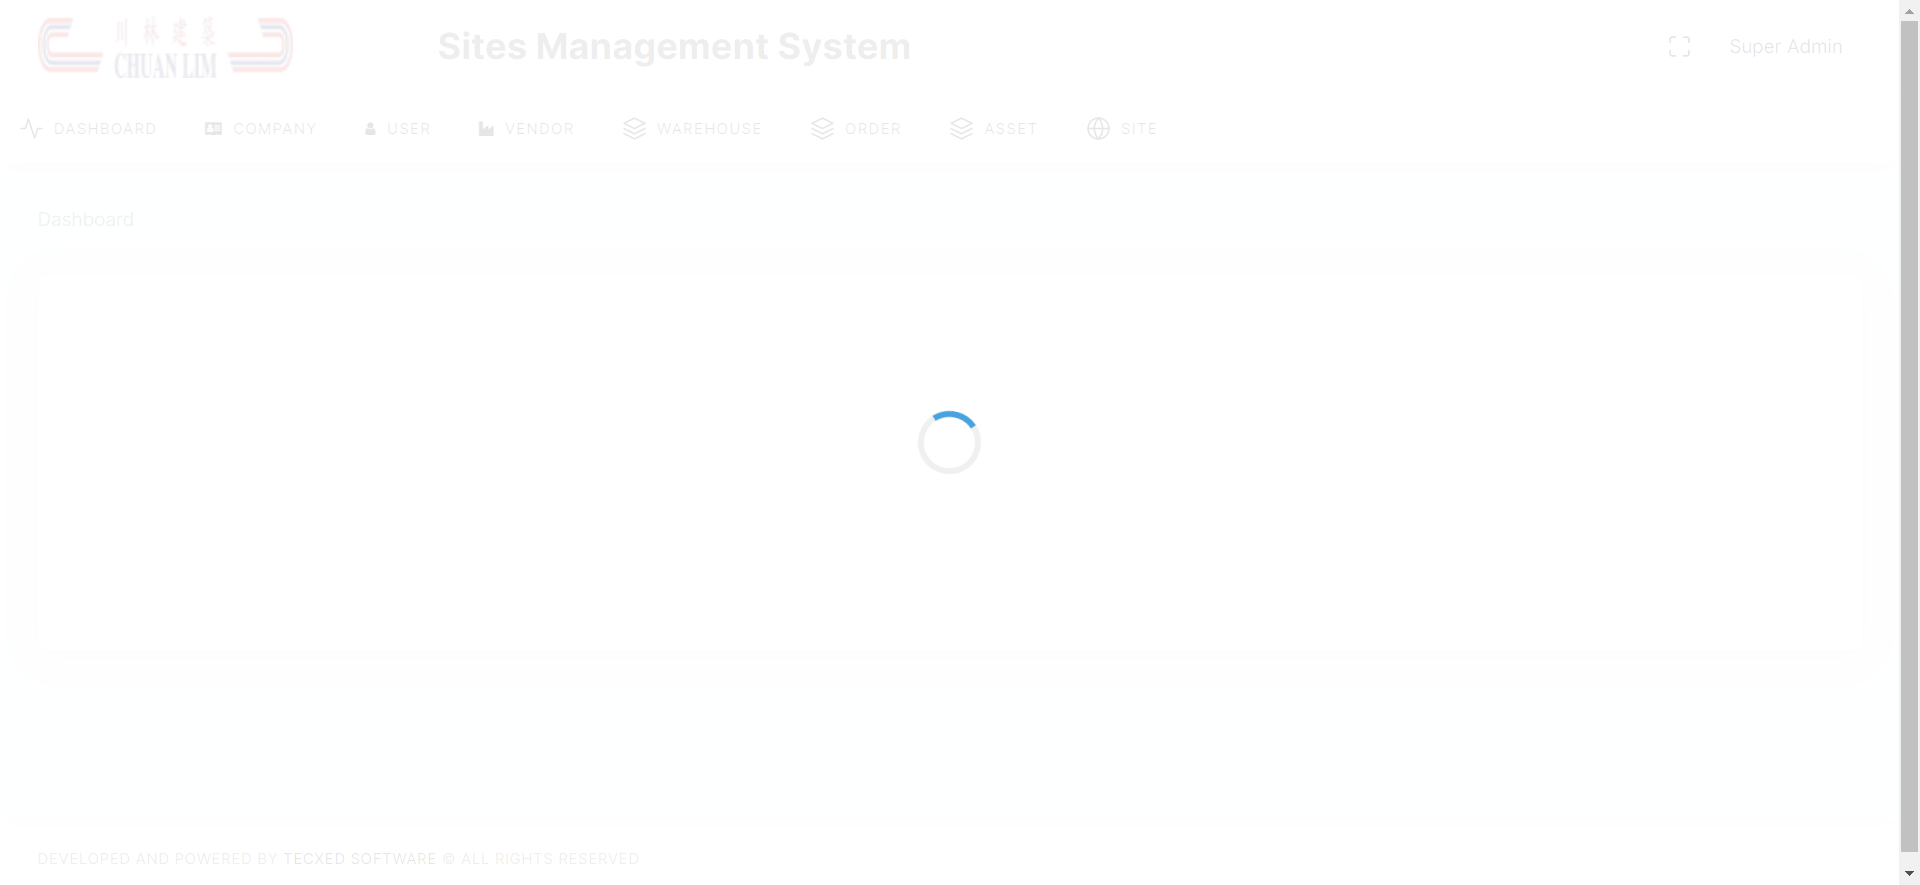 川林建築
CHUAN LIM
Sites Management System
Super Admin
DASHBOARD COMPANY USER VENDOR WAREHOUSE ORDER ASSET SITE
Dashboard
DEVELOPED AND POWERED BY TECXED SOFTWARE © ALL RIGHTS RESERVED